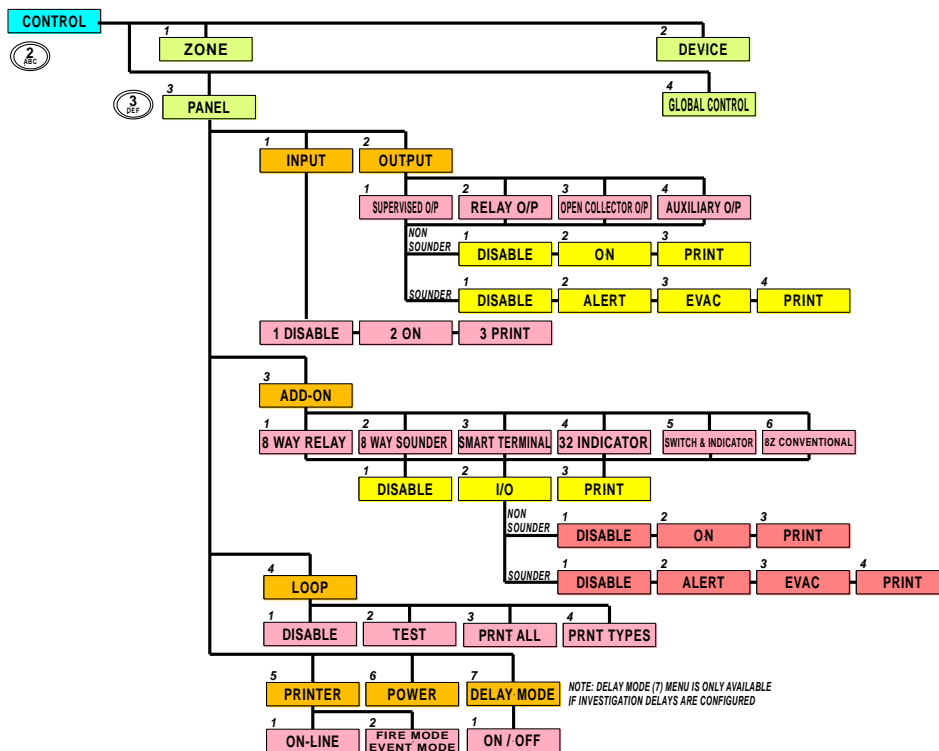 CONTROL
2
ABC
1
ZONE
2
DEVICE
3
DEF
3
PANEL
4
GLOBAL CONTROL
1
INPUT
2
OUTPUT
1
SUPERVISED O/P
2
RELAY O/P
3
OPEN COLLECTOR O/P
4
AUXILIARY O/P
NON
SOUNDER
1
DISABLE
2
ON
3
PRINT
SOUNDER
1
DISABLE
2
ALERT
3
EVAC
4
PRINT
1 DISABLE
2 ON
3 PRINT
3
ADD-ON
1
8 WAY RELAY
2
8 WAY SOUNDER
3
SMART TERMINAL
4
32 INDICATOR
5
SWITCH & INDICATOR
6
8Z CONVENTIONAL
1
DISABLE
2
I/O
3
PRINT
NON
SOUNDER
1
DISABLE
2
ON
3
PRINT
SOUNDER
1
DISABLE
2
ALERT
3
EVAC
4
PRINT
4
LOOP
1
DISABLE
2
TEST
3
PRNT ALL
4
PRNT TYPES
5
PRINTER
6
POWER
7
DELAY MODE
NOTE: DELAY MODE (7) MENU IS ONLY AVAILABLE
IF INVESTIGATION DELAYS ARE CONFIGURED
1
ON-LINE
2
FIRE MODE
EVENT MODE
1
ON / OFF